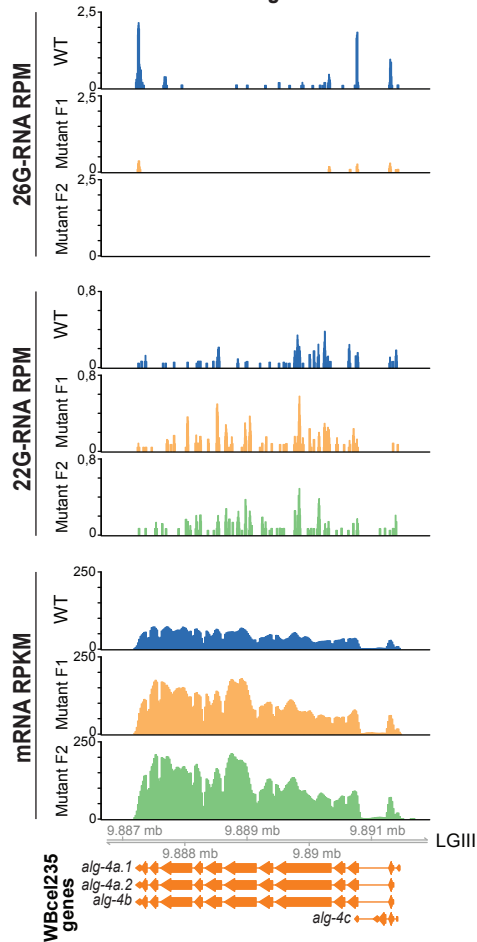 26G-RNA RPM
WT
2,5
0
Mutant F1
2,5
0
Mutant F2
2,5
0
22G-RNA RPM
WT
0,8
0
Mutant F1
0,8
0
Mutant F2
0,8
0
mRNA RPKM
WT
250
0
Mutant F1
250
0
Mutant F2
250
0
9.887 mb 9.889 mb 9.891 mb
LGIII
9.888 mb 9.89 mb
WBcel235
genes
alg-4a.1
alg-4a.2
alg-4b
alg-4c